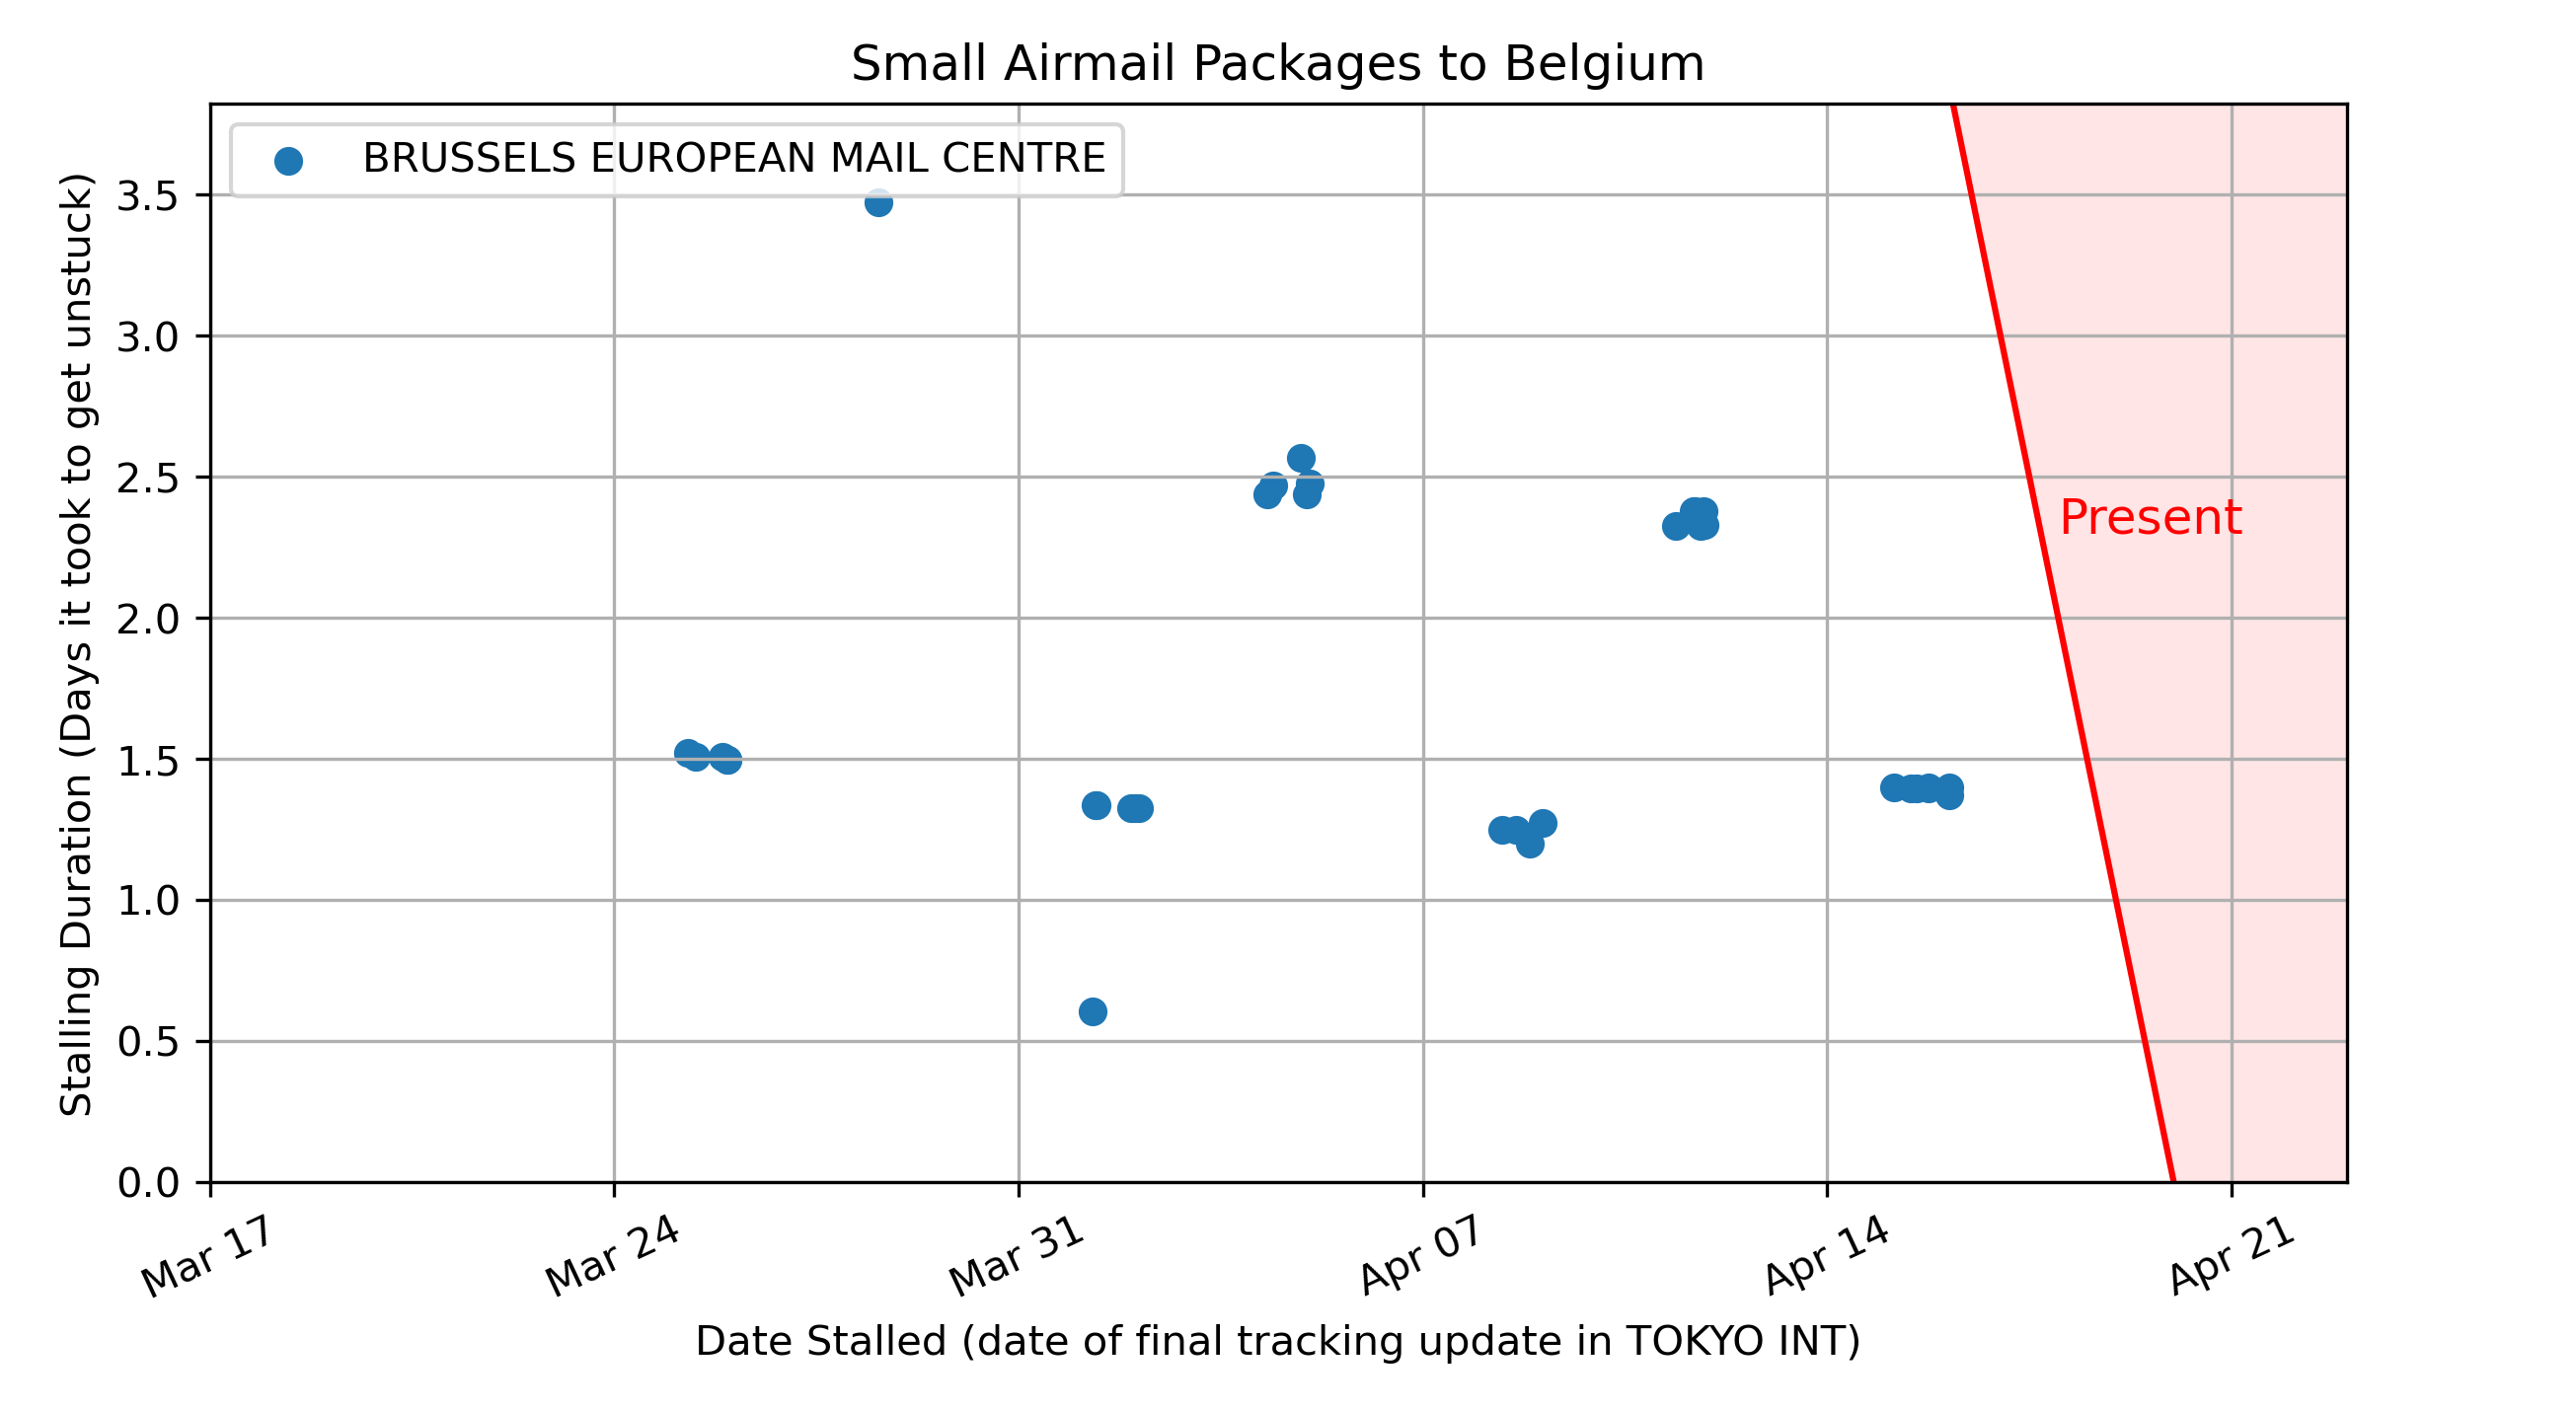 Small Airmail Packages to Belgium
BRUSSELS EUROPEAN MAIL CENTRE
Stalling Duration (Days it took to get unstuck)
3.5
3.0
2.5
2.0
1.5
1.0
0.5
0.0
Present
Mar 17
Mar 24
Mar 31
Apr 07
Apr 14
Apr 21
Date Stalled (date of final tracking update in TOKYO INT)